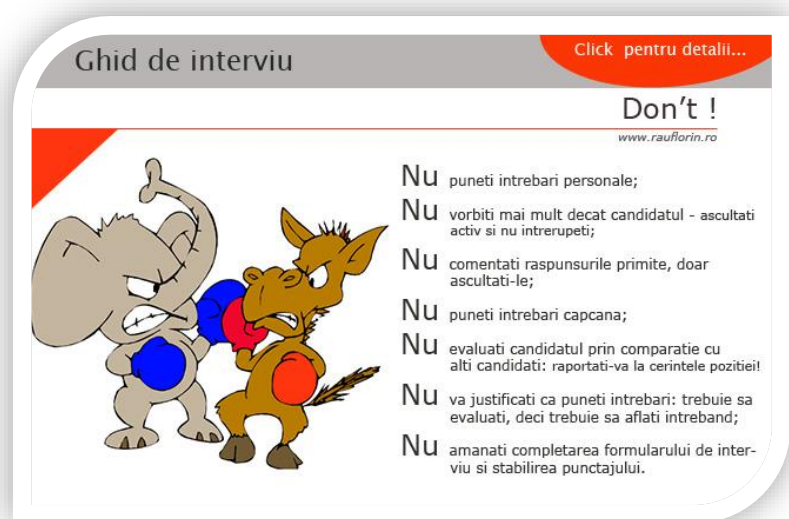 Ghid de interviu
Click pentru detalii...
Don't !
www.rauflorin.ro
Nu puneti intrebari personale;
Nu vorbiti mai mult decat candidatul - ascultati
activ si nu intrerupeti;
Nu comentati raspunsurile primite, doar
ascultati-le;
Nu puneti intrebari capcana;
Nu evaluati candidatul prin comparatie cu
alti candidati: raportati-va la cerintele pozitiei!
Nu va justificati ca puneti intrebari: trebuie sa
evaluati, deci trebuie sa aflati intreband;
Nu amanati completarea formularului de inter-
viu si stabilirea punctajului.